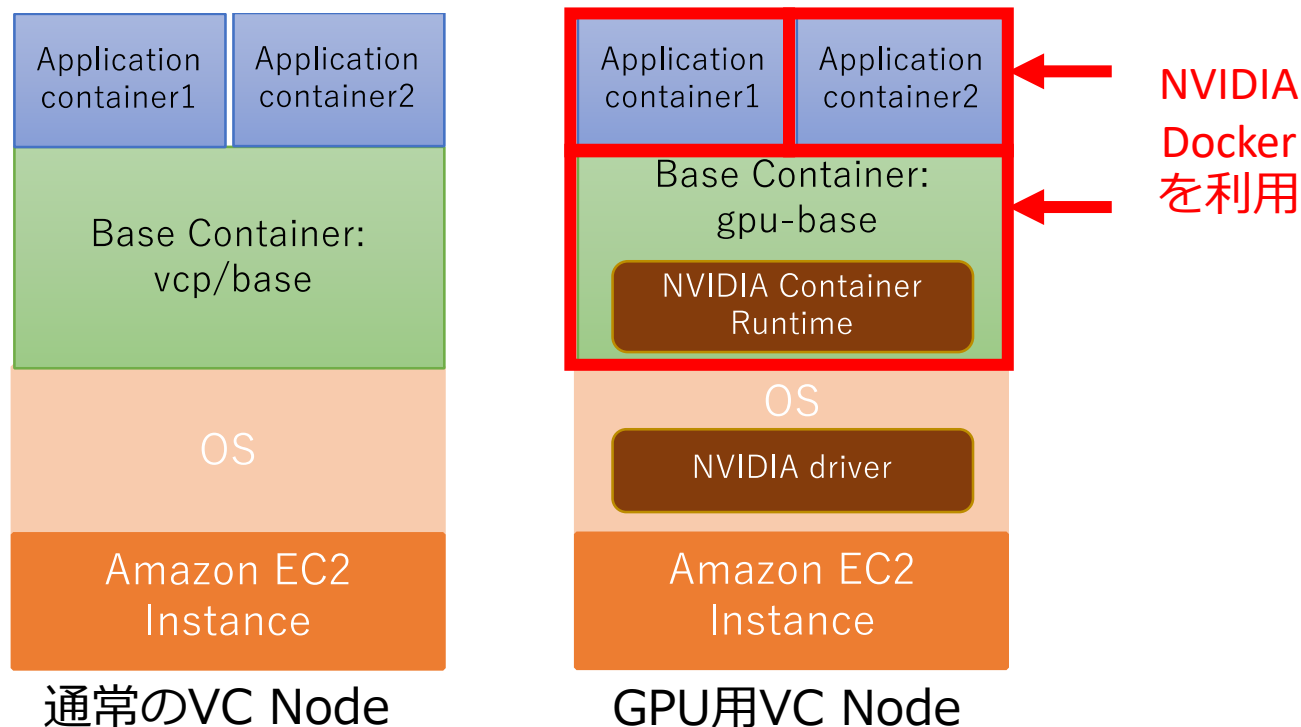 Application
container1
Application
container2
Base Container:
vcp/base
OS
Amazon EC2
Instance
通常のVC Node
Application
container1
Application
container2
Base Container:
gpu-base
NVIDIA Container
Runtime
OS
NVIDIA driver
Amazon EC2
Instance
GPU用VC Node
NVIDIA
Docker
を利用